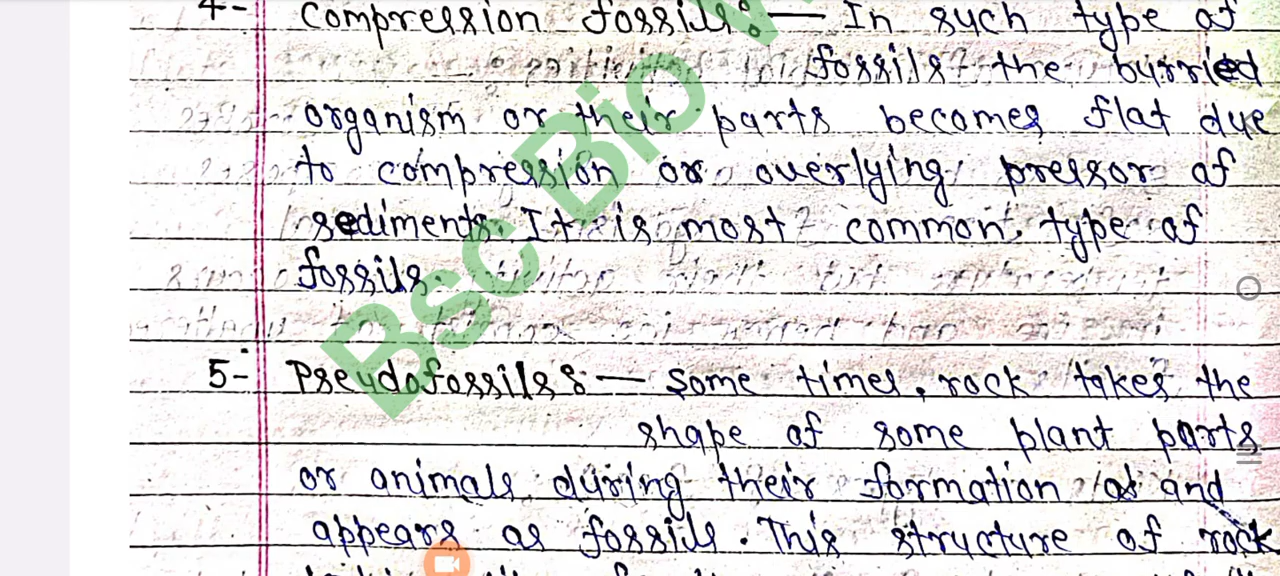 4- Compression fossils:— In such type of
fossils the burried
organism or their parts becomes flat due
to compression or overlying pressor of
sediments. It is most common type of
fossils.
5- Pseudofossils:— Some times, rock takes the
shape of some plant parts
or animals during their formation and
appears as fossils. This structure of rock
Bsc Bio